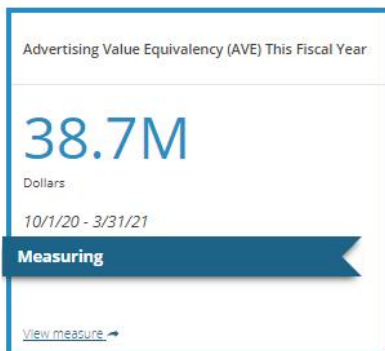 Advertising Value Equivalency (AVE) This Fiscal Year
38.7M
Dollars
10/1/20 - 3/31/21
Measuring
View measure